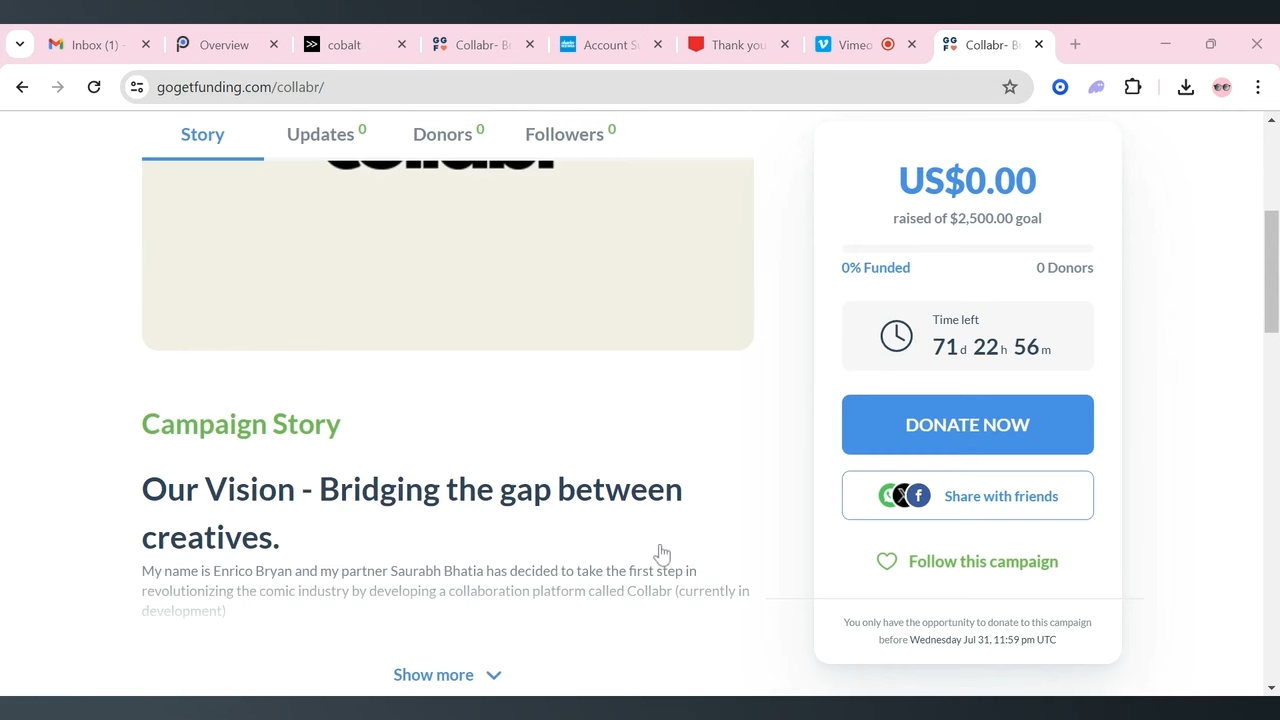 Inbox (1)
Overview
cobalt
Collabr- B
Account S
Thank you
Vimeo
Collabr- B
gogetfunding.com/collabr/
Story
Updates 0
Donors 0
Followers 0
collabr
US$0.00
raised of $2,500.00 goal
0% Funded
0 Donors
Time left
71 d 22 h 56 m
DONATE NOW
Share with friends
Follow this campaign
You only have the opportunity to donate to this campaign
before Wednesday Jul 31, 11:59 pm UTC
Campaign Story
Our Vision - Bridging the gap between
creatives.
My name is Enrico Bryan and my partner Saurabh Bhatia has decided to take the first step in
revolutionizing the comic industry by developing a collaboration platform called Collabr (currently in
development)
Show more